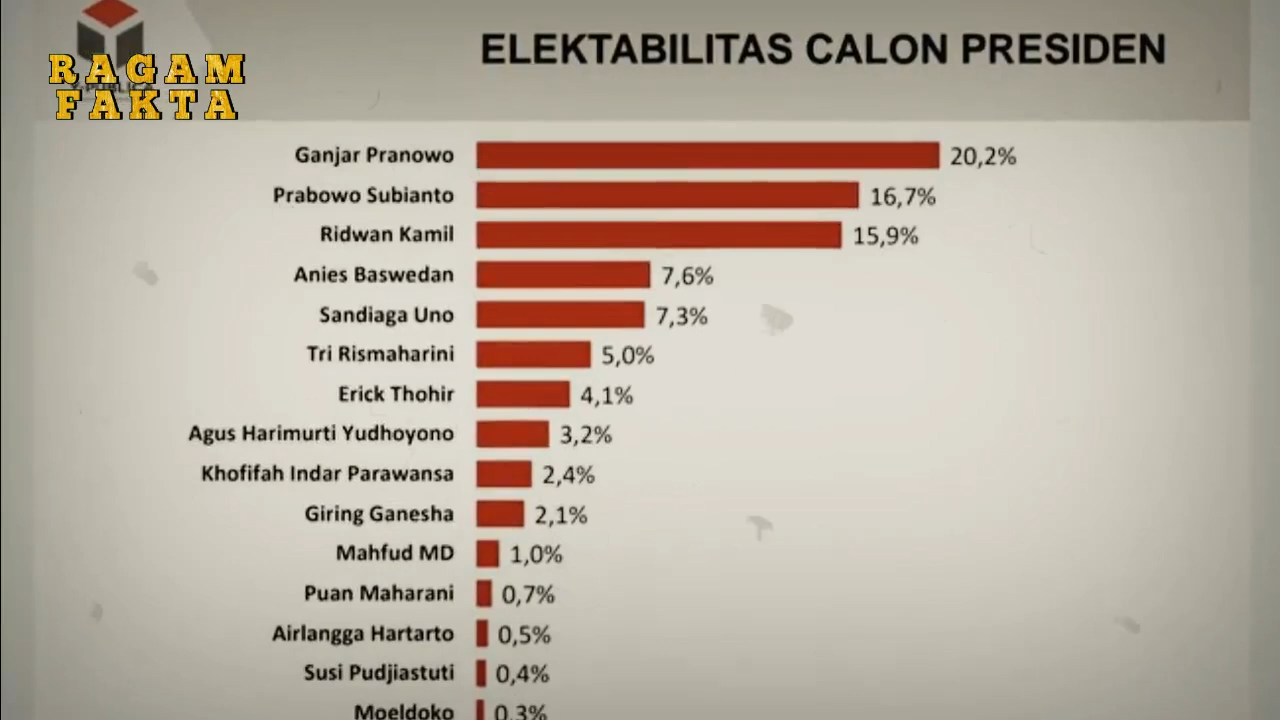 RAGAM
FAKTA
ELEKTABILITAS CALON PRESIDEN
Ganjar Pranowo 20,2%
Prabowo Subianto 16,7%
Ridwan Kamil 15,9%
Anies Baswedan 7,6%
Sandiaga Uno 7,3%
Tri Rismaharini 5,0%
Erick Thohir 4,1%
Agus Harimurti Yudhoyono 3,2%
Khofifah Indar Parawansa 2,4%
Giring Ganesha 2,1%
Mahfud MD 1,0%
Puan Maharani 0,7%
Airlangga Hartarto 0,5%
Susi Pudjiastuti 0,4%
Moeldoko 0,3%